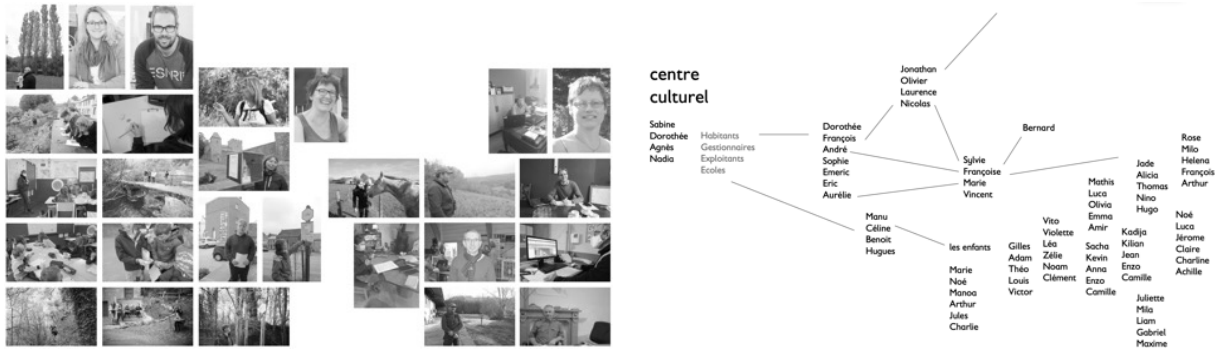 centre
culturel
Sabine
Dorothée
Agnès
Nadia
Habitants
Gestionnaires
Exploitants
Ecoles
Dorothée
François
André
Sophie
Emeric
Eric
Aurélie
Jonathan
Olivier
Laurence
Nicolas
Bernard
Sylvie
Françoise
Marie
Vincent
Manu
Céline
Benoit
Hugues
les enfants
Marie
Noé
Manoa
Arthur
Jules
Charlie
Gilles
Adam
Théo
Louis
Victor
Vito
Violette
Léa
Zélie
Noam
Clément
Mathis
Luca
Olivia
Emma
Amir
Sacha
Kevin
Anna
Enzo
Camille
Jade
Alicia
Thomas
Nino
Hugo
Kadija
Kilian
Jean
Enzo
Camille
Juliette
Mila
Liam
Gabriel
Maxime
Rose
Milo
Helena
François
Arthur
Noé
Luca
Jérome
Claire
Charline
Achille